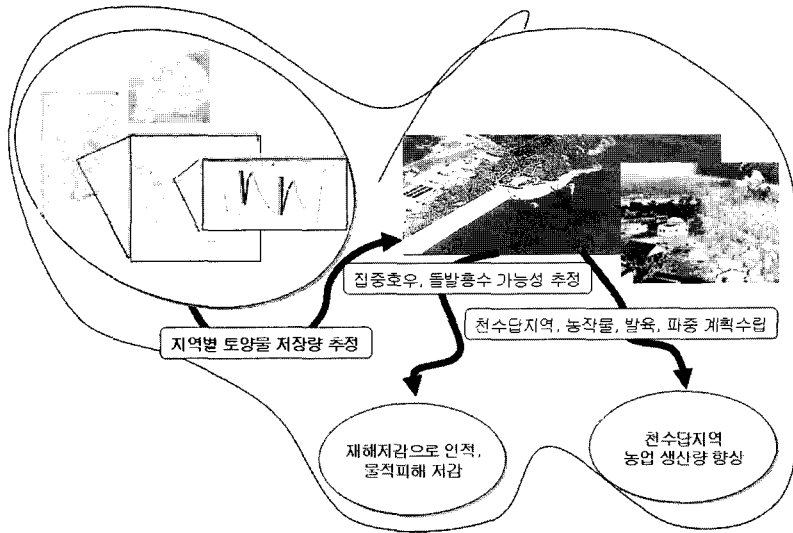 집중호우, 돌발홍수 가능성 추정
천수답지역, 농작물, 발육, 파종 계획수립
지역별 토양물 저장량 추정
재해저감으로 인적,
물적피해 저감
천수답지역
농업 생산량 향상